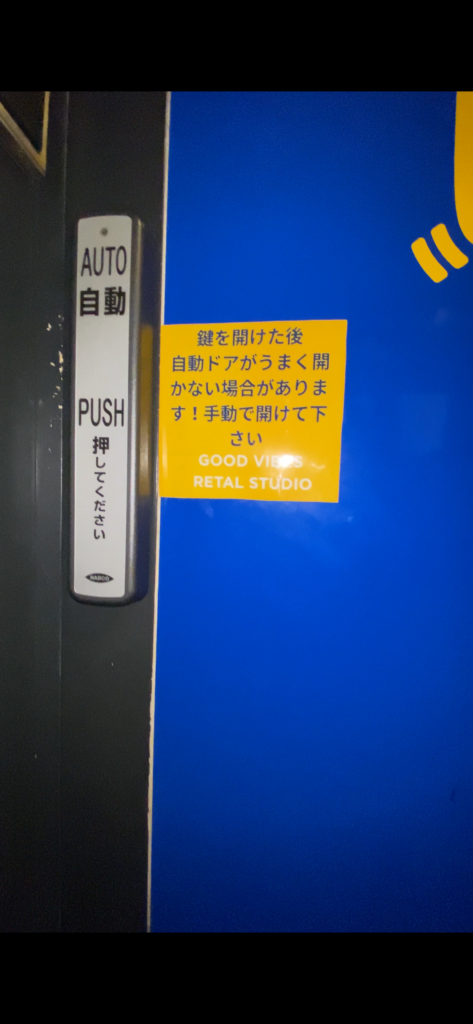 AUTO
自動
PUSH
押してください
NABCO
鍵を開けた後
自動ドアがうまく開
かない場合がありま
す！手動で開けて下
さい
GOOD VIBES
RETAL STUDIO